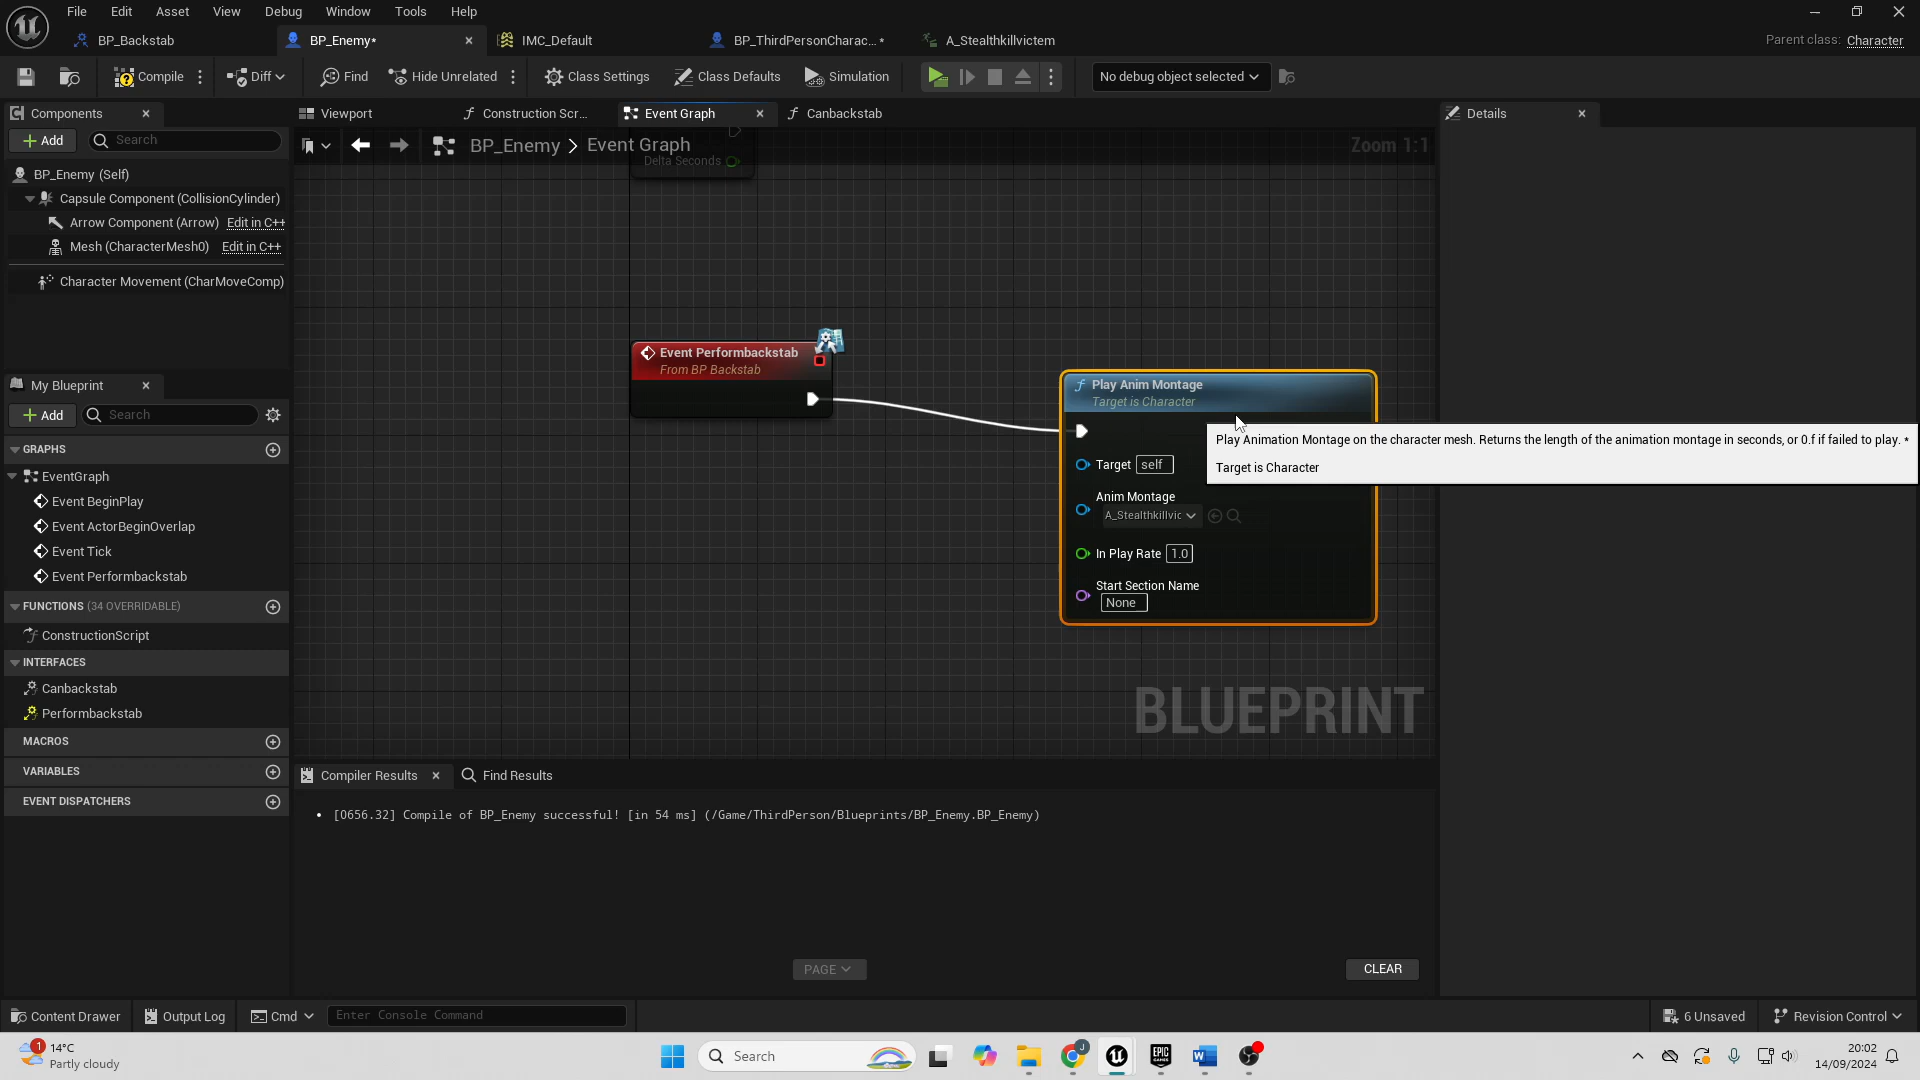 File Edit Asset View Debug Window Tools Help
BP_Backstab BP_Enemy* IMC_Default BP_ThirdPersonCharac...* A_Stealthkillvictem Parent class: Character
Compile Diff Find Hide Unrelated Class Settings Class Defaults Simulation No debug object selected
Components Viewport Construction Scr... Event Graph Canbackstab Details
Add Search BP_Enemy > Event Graph Zoom 1:1
Delta Seconds
BP_Enemy (Self)
Capsule Component (CollisionCylinder)
Arrow Component (Arrow) Edit in C++
Mesh (CharacterMesh0) Edit in C++
Character Movement (CharMoveComp)
Event Performbackstab
From BP Backstab
Play Anim Montage
Target is Character
Play Animation Montage on the character mesh. Returns the length of the animation montage in seconds, or 0.f if failed to play. *
Target is Character
Target self
Anim Montage
A_Stealthkillvic
In Play Rate 1.0
Start Section Name
None
BLUEPRINT
My Blueprint
Add Search
GRAPHS
EventGraph
Event BeginPlay
Event ActorBeginOverlap
Event Tick
Event Performbackstab
FUNCTIONS (34 OVERRIDABLE)
ConstructionScript
INTERFACES
Canbackstab
Performbackstab
MACROS
VARIABLES
EVENT DISPATCHERS
Compiler Results Find Results
[0656.32] Compile of BP_Enemy successful! [in 54 ms] (/Game/ThirdPerson/Blueprints/BP_Enemy.BP_Enemy)
PAGE CLEAR
Content Drawer Output Log Cmd Enter Console Command 6 Unsaved Revision Control
1 14°C
Partly cloudy
Search
J
EPIC GAMES
W
20:02
14/09/2024